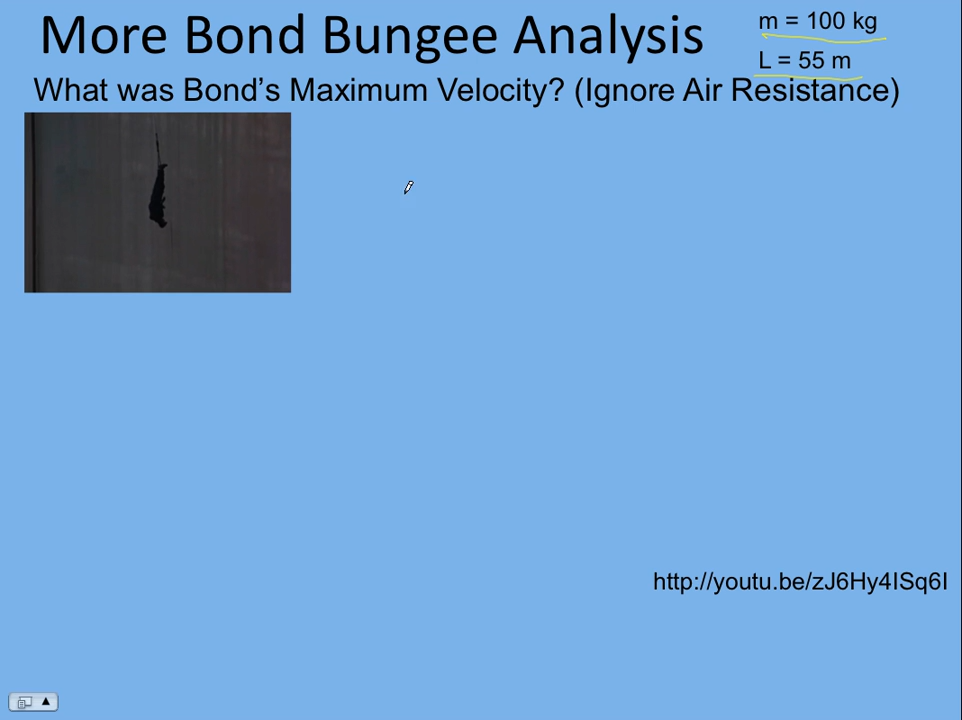 More Bond Bungee Analysis
m = 100 kg
L = 55 m
What was Bond's Maximum Velocity? (Ignore Air Resistance)
http://youtu.be/zJ6Hy4ISq6I